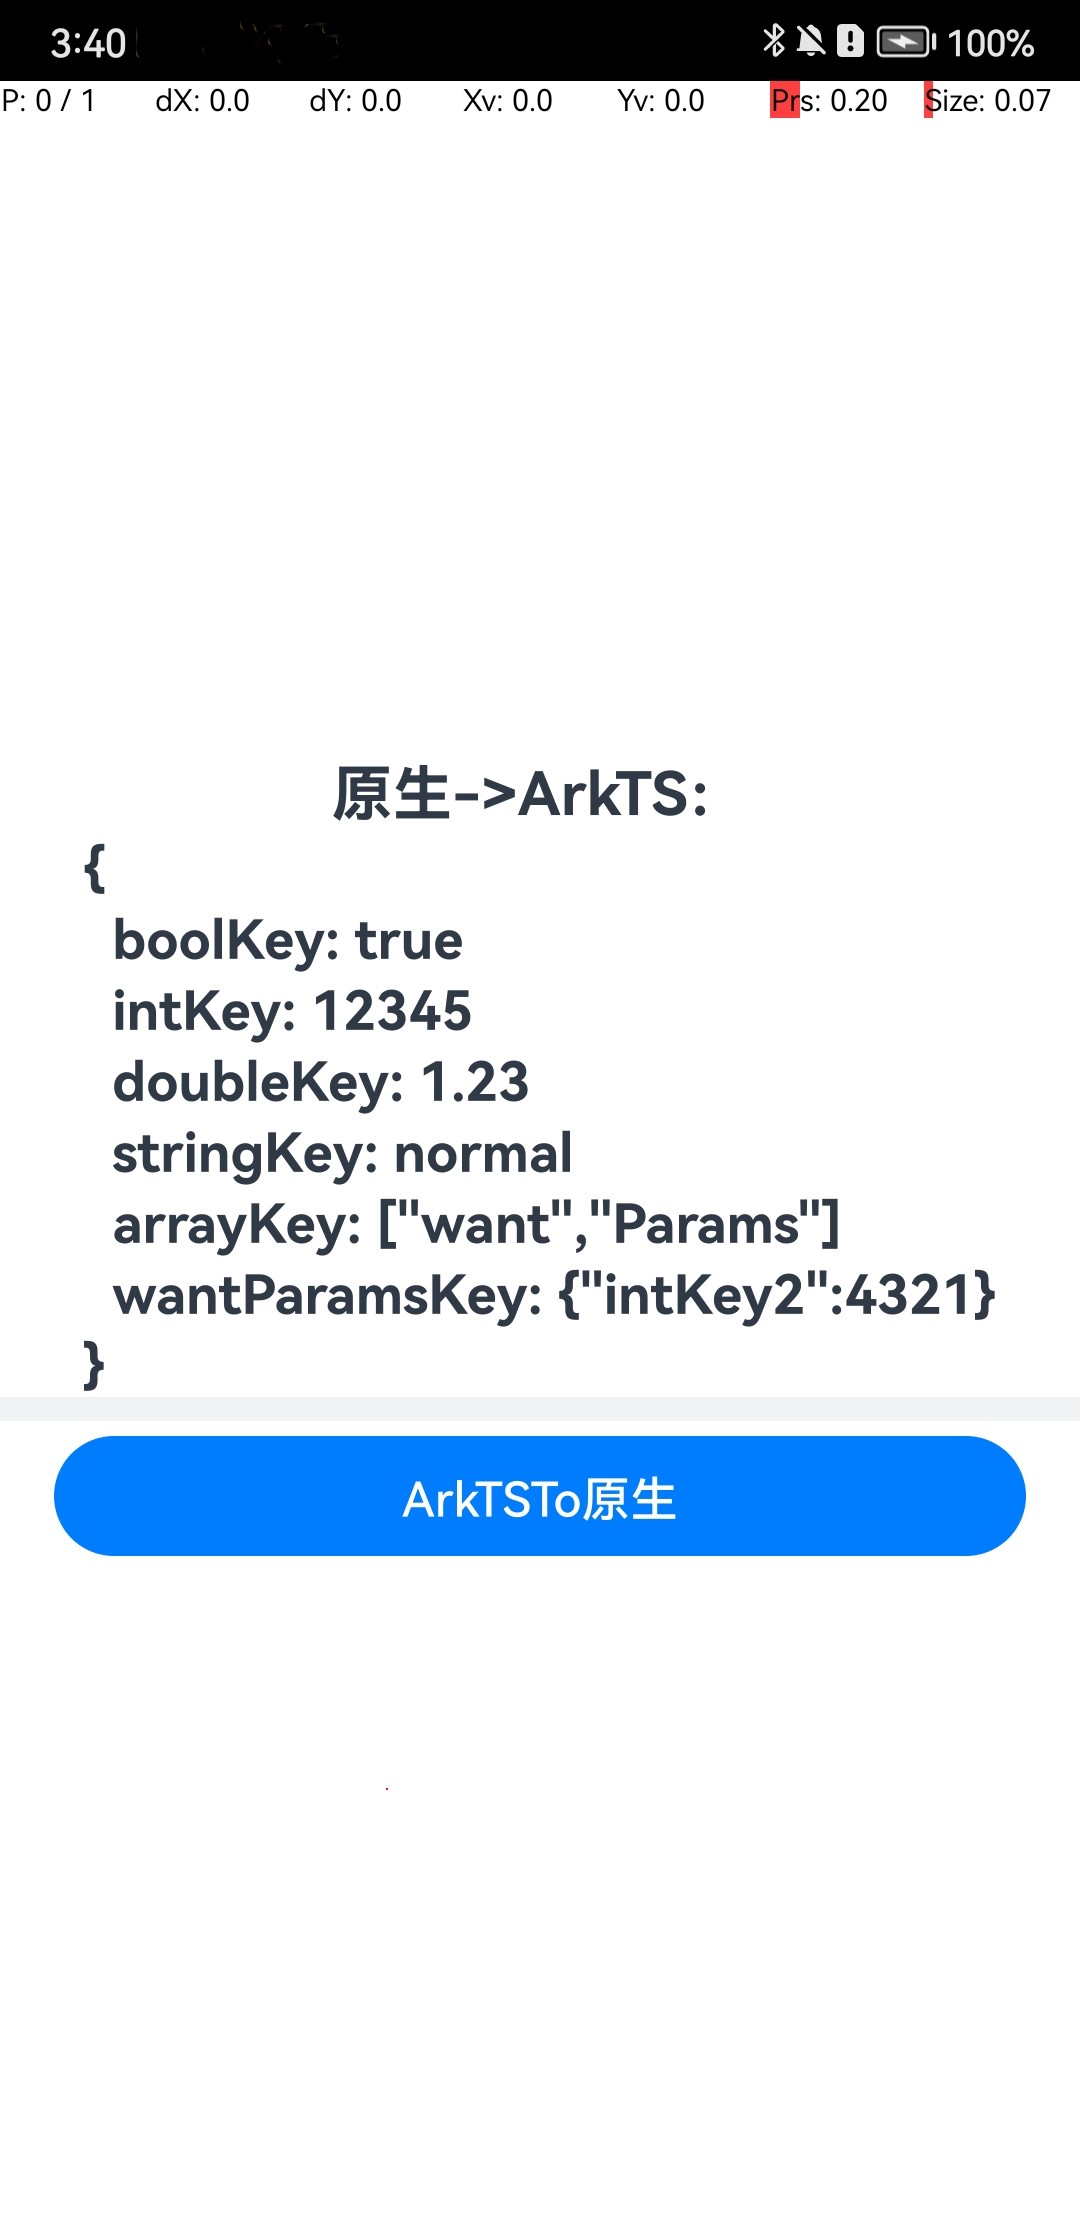 3:40
100%
P: 0 / 1 dX: 0.0 dY: 0.0 Xv: 0.0 Yv: 0.0 Prs: 0.20 Size: 0.07
原生->ArkTS:
{
boolKey: true
intKey: 12345
doubleKey: 1.23
stringKey: normal
arrayKey: ["want","Params"]
wantParamsKey: {"intKey2":4321}
}
ArkTSTo原生